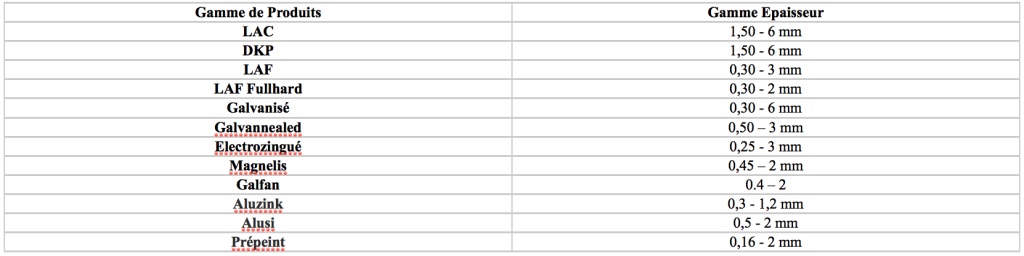 Gamme de Produits Gamme Epaisseur
LAC 1,50 - 6 mm
DKP 1,50 - 6 mm
LAF 0,30 - 3 mm
LAF Fullhard 0,30 - 2 mm
Galvanisé 0,30 - 6 mm
Galvannealed 0,50 – 3 mm
Electrozingué 0,25 - 3 mm
Magnelis 0,45 – 2 mm
Galfan 0.4 – 2
Aluzink 0,3 - 1,2 mm
Alusi 0,5 - 2 mm
Prépeint 0,16 - 2 mm